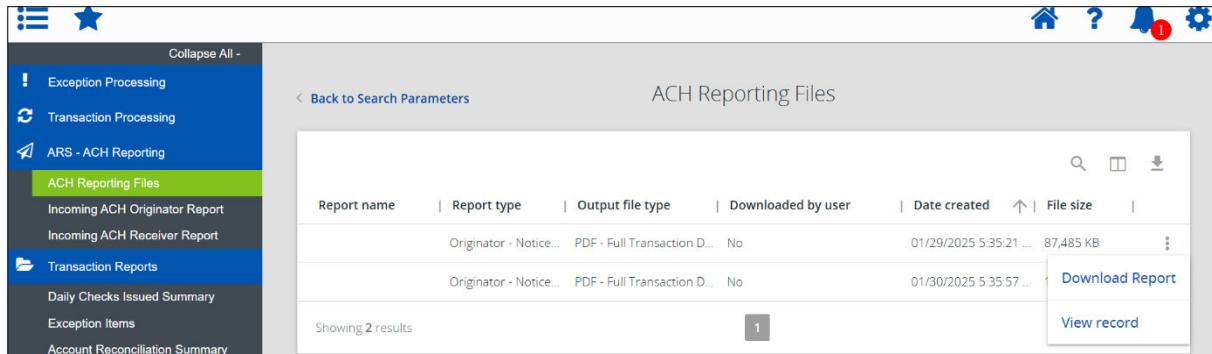 1
Collapse All -
Exception Processing
Transaction Processing
ARS - ACH Reporting
ACH Reporting Files
Incoming ACH Originator Report
Incoming ACH Receiver Report
Transaction Reports
Daily Checks Issued Summary
Exception Items
Account Reconciliation Summary
< Back to Search Parameters
ACH Reporting Files
Report name | Report type | Output file type | Downloaded by user | Date created | File size |
Originator - Notice... PDF - Full Transaction D... No 01/29/2025 5:35:21 ... 87,485 KB
Originator - Notice... PDF - Full Transaction D... No 01/30/2025 5:35:57 ...
Download Report
View record
Showing 2 results
1